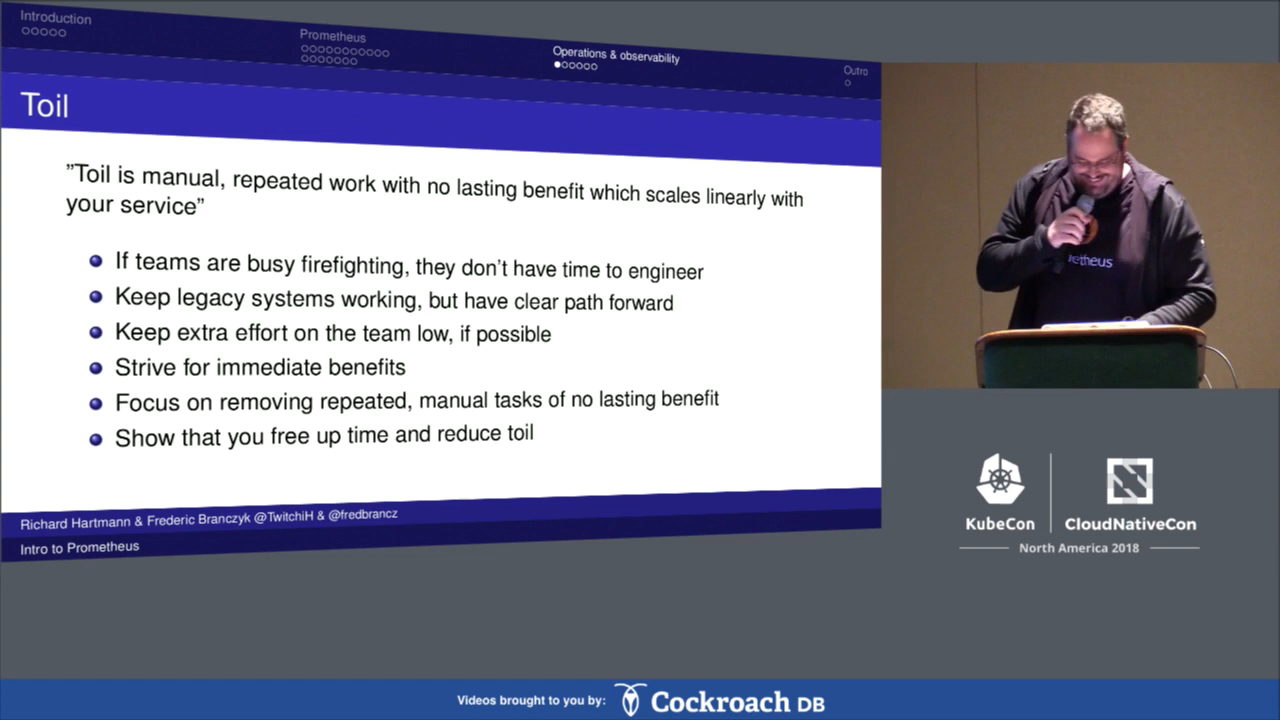 Introduction
Prometheus
Operations & observability
Outro
Toil
”Toil is manual, repeated work with no lasting benefit which scales linearly with
your service”
If teams are busy firefighting, they don’t have time to engineer
Keep legacy systems working, but have clear path forward
Keep extra effort on the team low, if possible
Strive for immediate benefits
Focus on removing repeated, manual tasks of no lasting benefit
Show that you free up time and reduce toil
Richard Hartmann & Frederic Branczyk @TwitchiH & @fredbrancz
Intro to Prometheus
etheus
KubeCon
CloudNativeCon
North America 2018
Videos brought to you by:
Cockroach DB